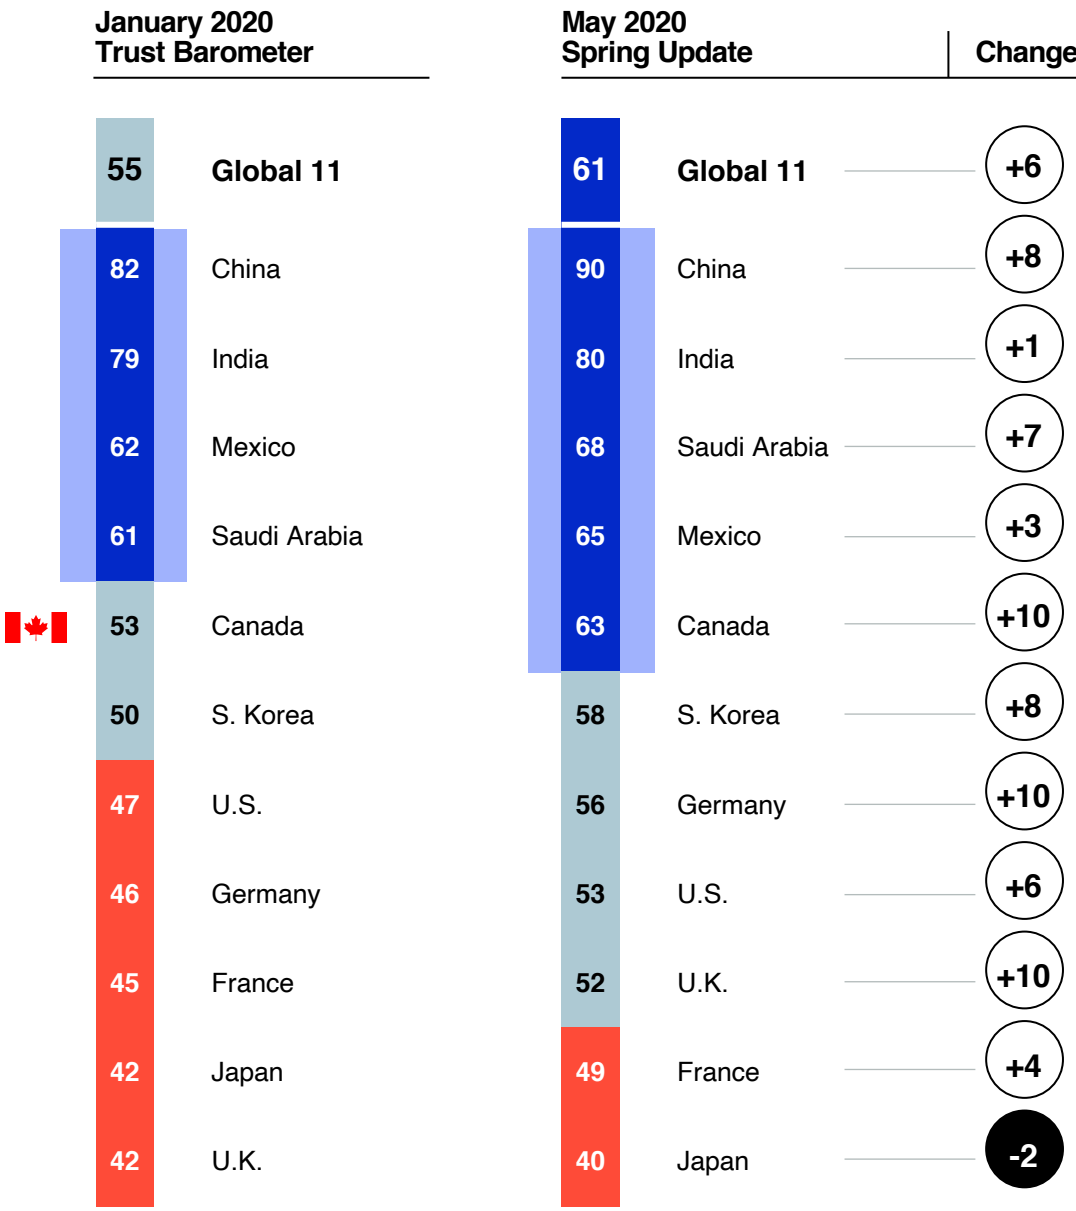 January 2020
Trust Barometer
May 2020
Spring Update
Change
55 Global 11
61 Global 11 +6
82 China
90 China +8
79 India
80 India +1
62 Mexico
68 Saudi Arabia +7
61 Saudi Arabia
65 Mexico +3
53 Canada
63 Canada +10
50 S. Korea
58 S. Korea +8
47 U.S.
56 Germany +10
46 Germany
53 U.S. +6
45 France
52 U.K. +10
42 Japan
49 France +4
42 U.K.
40 Japan -2